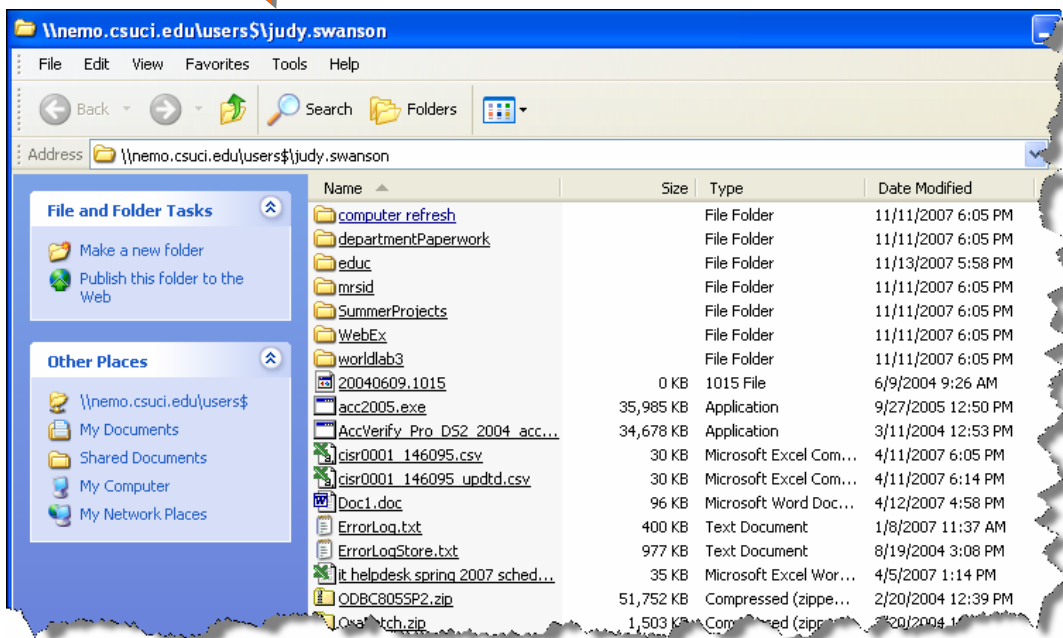 \\nemo.csuci.edu\users$\judy.swanson
File Edit View Favorites Tools Help
Back Search Folders
Address \\nemo.csuci.edu\users$\judy.swanson
File and Folder Tasks
Make a new folder
Publish this folder to the
Web
Other Places
\\nemo.csuci.edu\users$
My Documents
Shared Documents
My Computer
My Network Places
Name Size Type Date Modified
computer refresh File Folder 11/11/2007 6:05 PM
departmentPaperwork File Folder 11/11/2007 6:05 PM
educ File Folder 11/13/2007 5:58 PM
mrsid File Folder 11/11/2007 6:05 PM
SummerProjects File Folder 11/11/2007 6:05 PM
WebEx File Folder 11/11/2007 6:05 PM
worldlab3 File Folder 11/11/2007 6:05 PM
20040609.1015 0 KB 1015 File 6/9/2004 9:26 AM
acc2005.exe 35,985 KB Application 9/27/2005 12:50 PM
AccVerify_Pro_DS2_2004_acc... 34,678 KB Application 3/11/2004 12:53 PM
cisr0001_146095.csv 30 KB Microsoft Excel Com... 4/11/2007 6:05 PM
cisr0001_146095_updtd.csv 30 KB Microsoft Excel Com... 4/11/2007 6:14 PM
Doc1.doc 96 KB Microsoft Word Doc... 4/12/2007 4:58 PM
ErrorLog.txt 400 KB Text Document 1/8/2007 11:37 AM
ErrorLogStore.txt 977 KB Text Document 8/19/2004 3:08 PM
it helpdesk spring 2007 sched... 35 KB Microsoft Excel Wor... 4/5/2007 1:14 PM
ODBC8055P2.zip 51,752 KB Compressed (zippe... 2/20/2004 12:39 PM
1,503